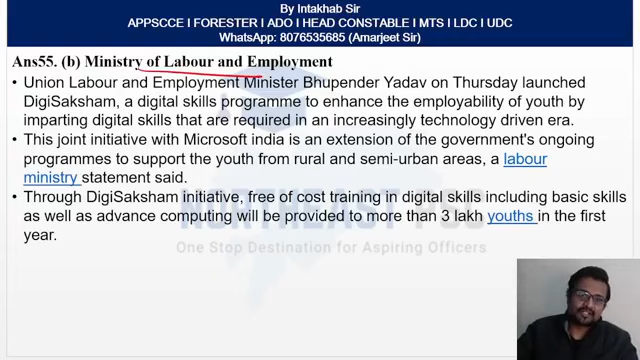 By Intakhab Sir
APPSCCE I FORESTER I ADO I HEAD CONSTABLE I MTS I LDC I UDC
WhatsApp: 8076535685 (Amarjeet Sir)
Ans55. (b) Ministry of Labour and Employment
• Union Labour and Employment Minister Bhupender Yadav on Thursday launched
DigiSaksham, a digital skills programme to enhance the employability of youth by
imparting digital skills that are required in an increasingly technology driven era.
• This joint initiative with Microsoft india is an extension of the government's ongoing
programmes to support the youth from rural and semi-urban areas, a labour
ministry statement said.
• Through DigiSaksham initiative, free of cost training in digital skills including basic skills
as well as advance computing will be provided to more than 3 lakh youths in the first
year.
NORTHEAST PSC
One Stop Destination for Aspiring Officers